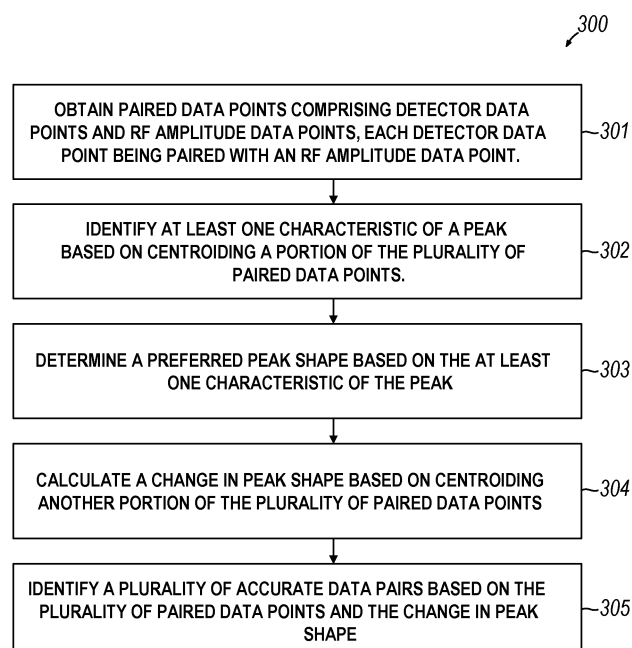 300
OBTAIN PAIRED DATA POINTS COMPRISING DETECTOR DATA
POINTS AND RF AMPLITUDE DATA POINTS, EACH DETECTOR DATA
POINT BEING PAIRED WITH AN RF AMPLITUDE DATA POINT.
301
IDENTIFY AT LEAST ONE CHARACTERISTIC OF A PEAK
BASED ON CENTROIDING A PORTION OF THE PLURALITY OF
PAIRED DATA POINTS.
302
DETERMINE A PREFERRED PEAK SHAPE BASED ON THE AT LEAST
ONE CHARACTERISTIC OF THE PEAK
303
CALCULATE A CHANGE IN PEAK SHAPE BASED ON CENTROIDING
ANOTHER PORTION OF THE PLURALITY OF PAIRED DATA POINTS
304
IDENTIFY A PLURALITY OF ACCURATE DATA PAIRS BASED ON THE
PLURALITY OF PAIRED DATA POINTS AND THE CHANGE IN PEAK
SHAPE
305